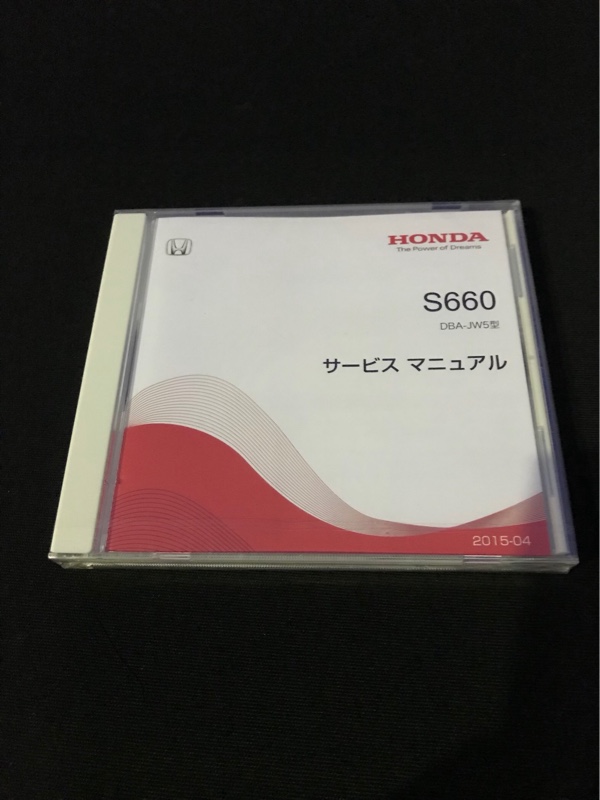 HONDA
The Power of Dreams
S660
DBA-JW5型
サービス マニュアル
2015-04